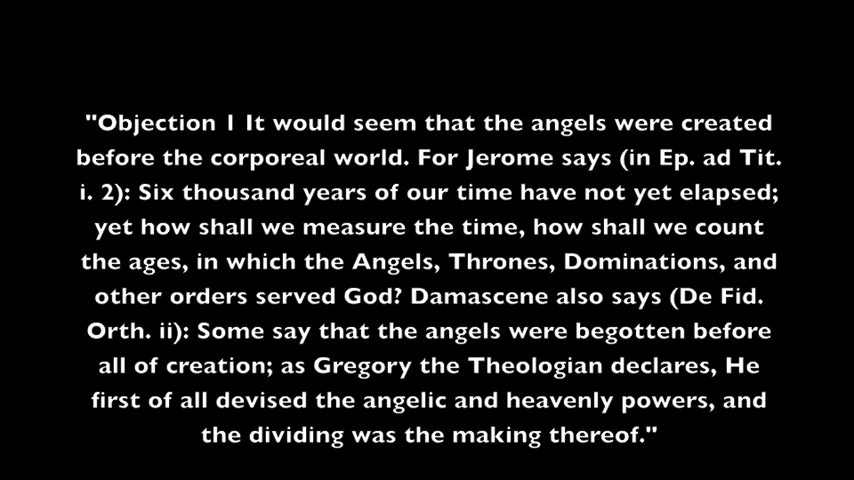 "Objection 1 It would seem that the angels were created
before the corporeal world. For Jerome says (in Ep. ad Tit.
i. 2): Six thousand years of our time have not yet elapsed;
yet how shall we measure the time, how shall we count
the ages, in which the Angels, Thrones, Dominations, and
other orders served God? Damascene also says (De Fid.
Orth. ii): Some say that the angels were begotten before
all of creation; as Gregory the Theologian declares, He
first of all devised the angelic and heavenly powers, and
the dividing was the making thereof."